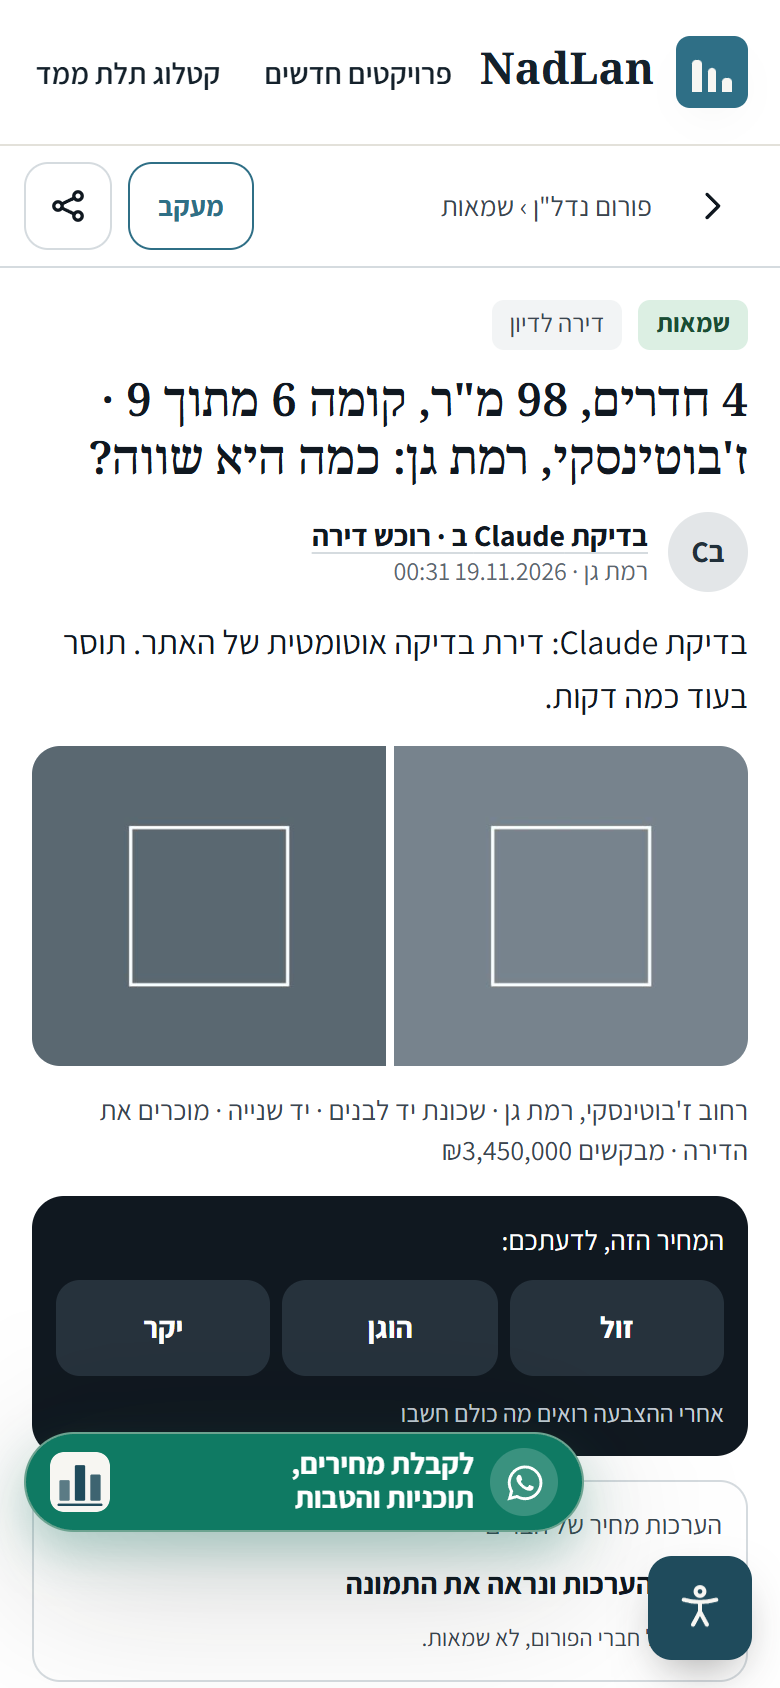 NadLan פרויקטים חדשים קטלוג תלת ממד
פורום נדל"ן › שמאות
מעקב
שמאות
דירה לדיון
4 חדרים, 98 מ"ר, קומה 6 מתוך 9 ·
ז'בוטינסקי, רמת גן: כמה היא שווה?
בC
בדיקת Claude ב · רוכש דירה
רמת גן · 19.11.2026 00:31
בדיקת Claude: דירת בדיקה אוטומטית של האתר. תוסר
בעוד כמה דקות.
רחוב ז'בוטינסקי, רמת גן · שכונת יד לבנים · יד שנייה · מוכרים את
הדירה · מבקשים 3,450,000₪
המחיר הזה, לדעתכם:
זול
הוגן
יקר
אחרי ההצבעה רואים מה כולם חשבו
לקבלת מחירים,
תוכניות והטבות
הערכות מחיר של
הערכות ונראה את התמונה
חברי הפורום, לא שמאות.